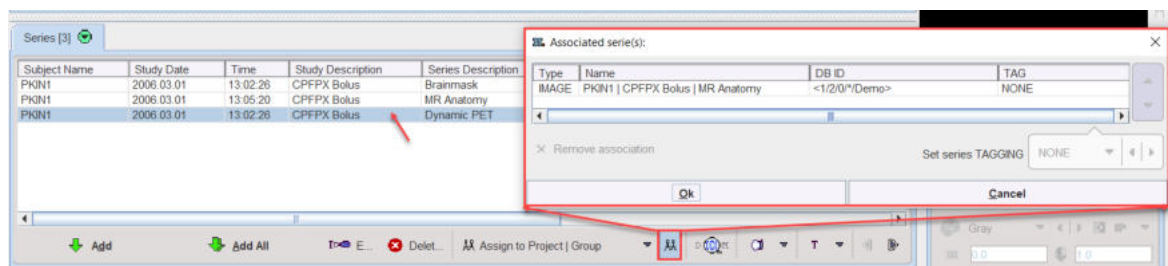 Series [3]
Subject Name Study Date Time Study Description Series Description
PKIN1 2006.03.01 13:02:26 CPFPX Bolus Brainmask
PKIN1 2006.03.01 13:05:20 CPFPX Bolus MR Anatomy
PKIN1 2006.03.01 13:02:26 CPFPX Bolus Dynamic PET
Associated serie(s):
Type Name DB ID TAG
IMAGE PKIN1 | CPFPX Bolus | MR Anatomy <1/2/0/*/Demo> NONE
Remove association
Set series TAGGING NONE
Ok Cancel
Add Add All E... Delet... Assign to Project | Group T
Gray
0.0 1.0